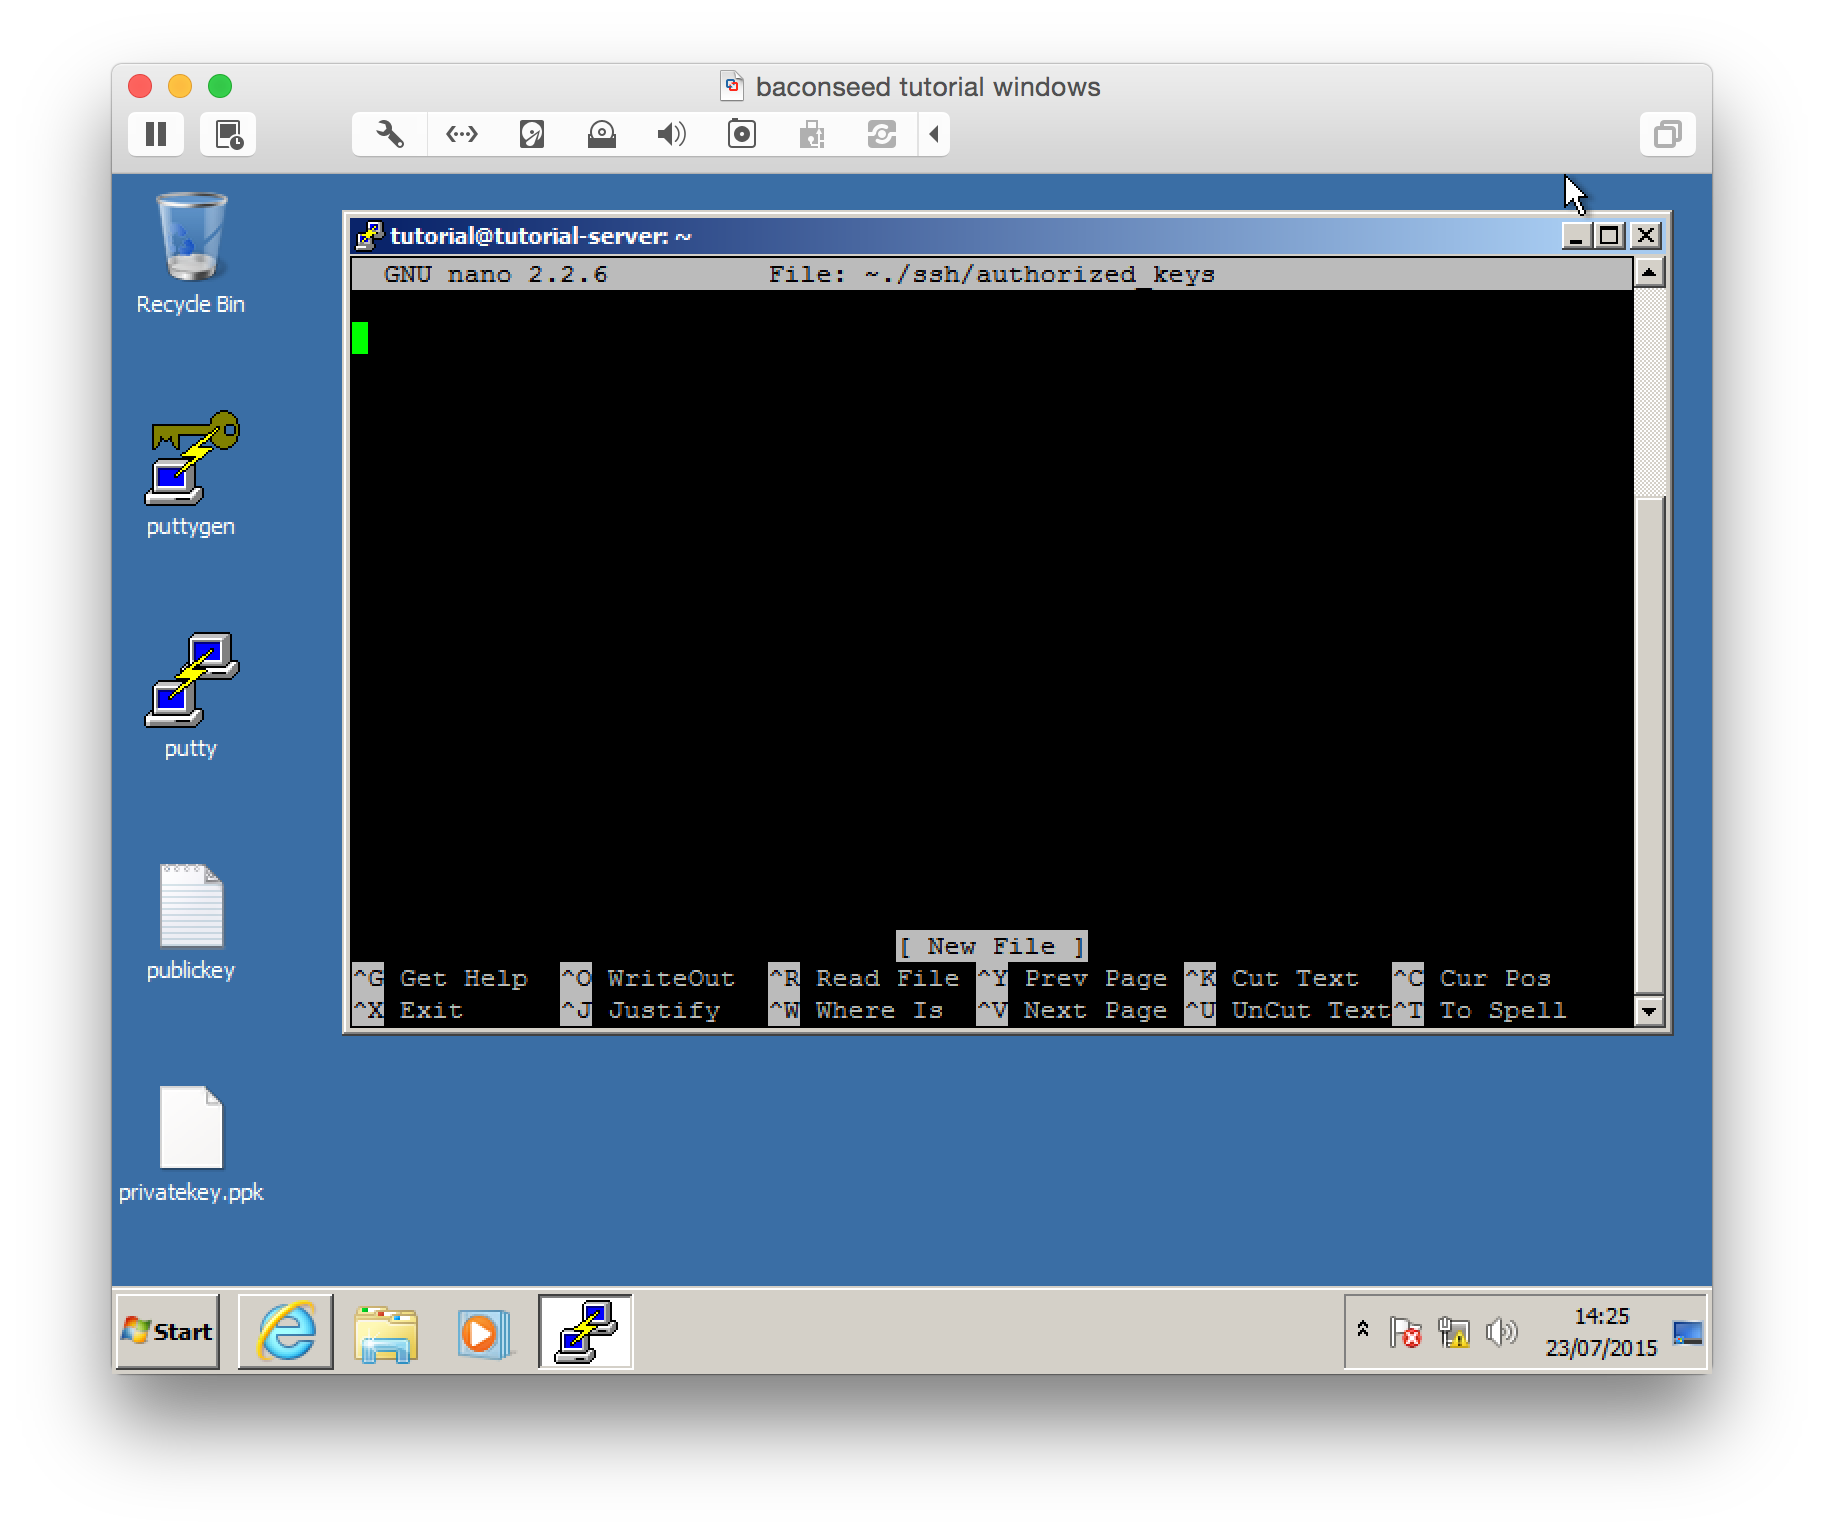 baconseed tutorial windows
Recycle Bin
puttygen
putty
publickey
privatekey.ppk
tutorial@tutorial-server: ~
GNU nano 2.2.6 File: ~./ssh/authorized_keys
[ New File ]
^G Get Help ^O WriteOut ^R Read File ^Y Prev Page ^K Cut Text ^C Cur Pos
^X Exit ^J Justify ^W Where Is ^V Next Page ^U UnCut Text ^T To Spell
Start
14:25
23/07/2015